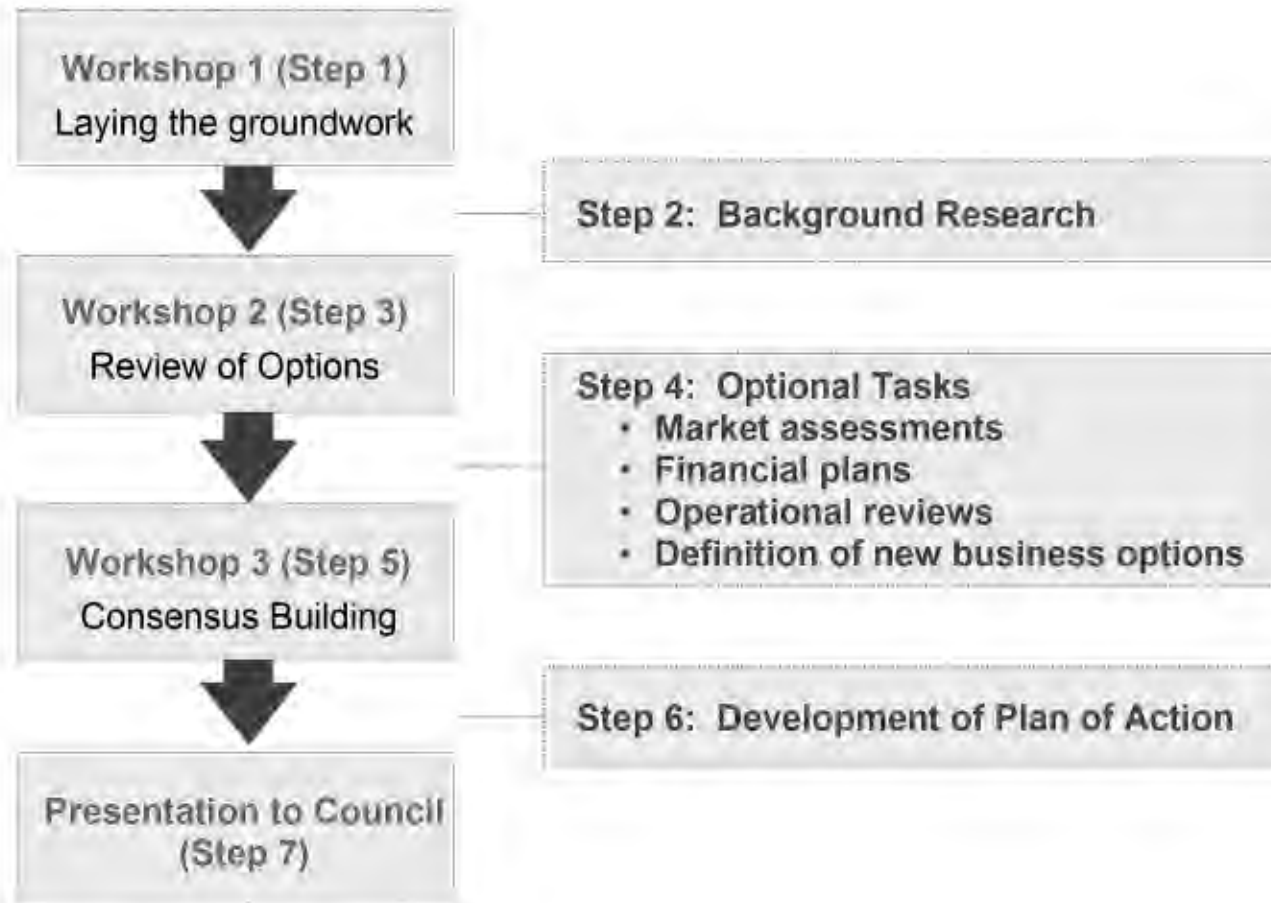 Workshop 1 (Step 1)
Laying the groundwork
Step 2: Background Research
Workshop 2 (Step 3)
Review of Options
Step 4: Optional Tasks
• Market assessments
• Financial plans
• Operational reviews
• Definition of new business options
Workshop 3 (Step 5)
Consensus Building
Step 6: Development of Plan of Action
Presentation to Council
(Step 7)